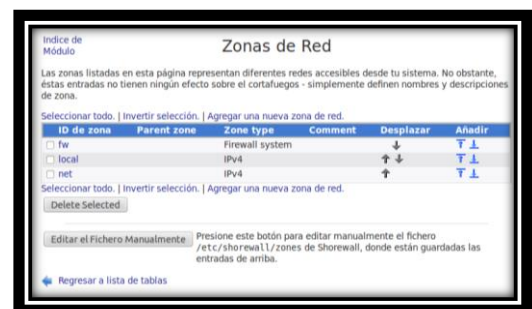 Indice de
Módulo
Zonas de Red
Las zonas listadas en esta página representan diferentes redes accesibles desde tu sistema. No obstante,
éstas entradas no tienen ningún efecto sobre el cortafuegos - simplemente definen nombres y descripciones
de zona.
Seleccionar todo. | Invertir selección. | Agregar una nueva zona de red.
ID de zona Parent zone Zone type Comment Desplazar Añadir
fw Firewall system
local IPv4
net IPv4
Seleccionar todo. | Invertir selección. | Agregar una nueva zona de red.
Delete Selected
Editar el Fichero Manualmente Presione este botón para editar manualmente el fichero
/etc/shorewall/zones de Shorewall, donde están guardadas las
entradas de arriba.
Regresar a lista de tablas